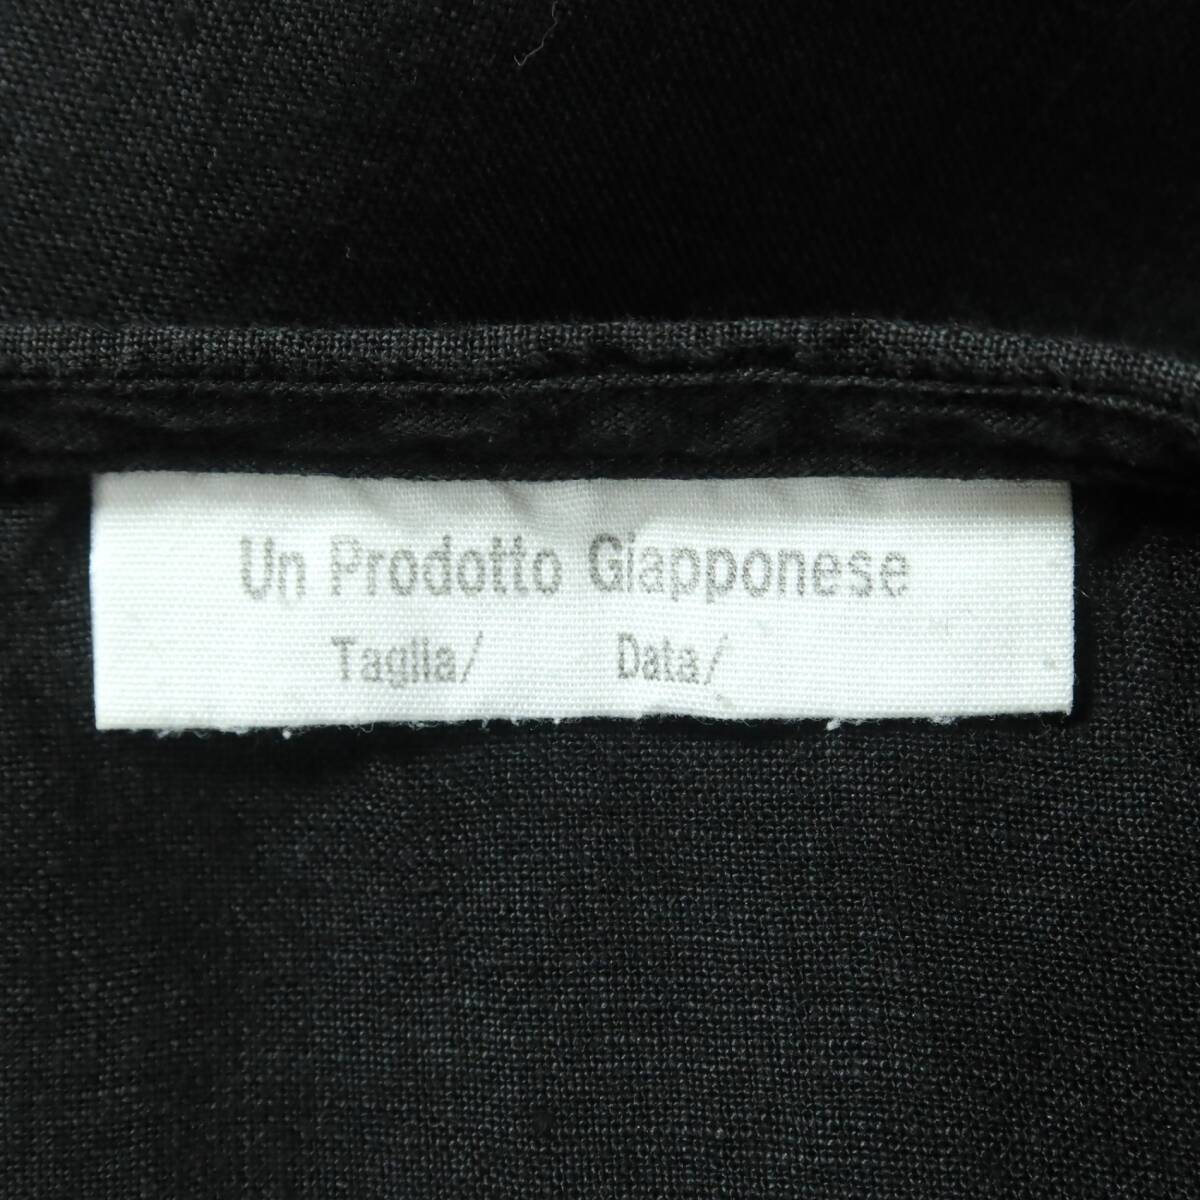 Un Prodotto Giapponese
Taglia/ Data/